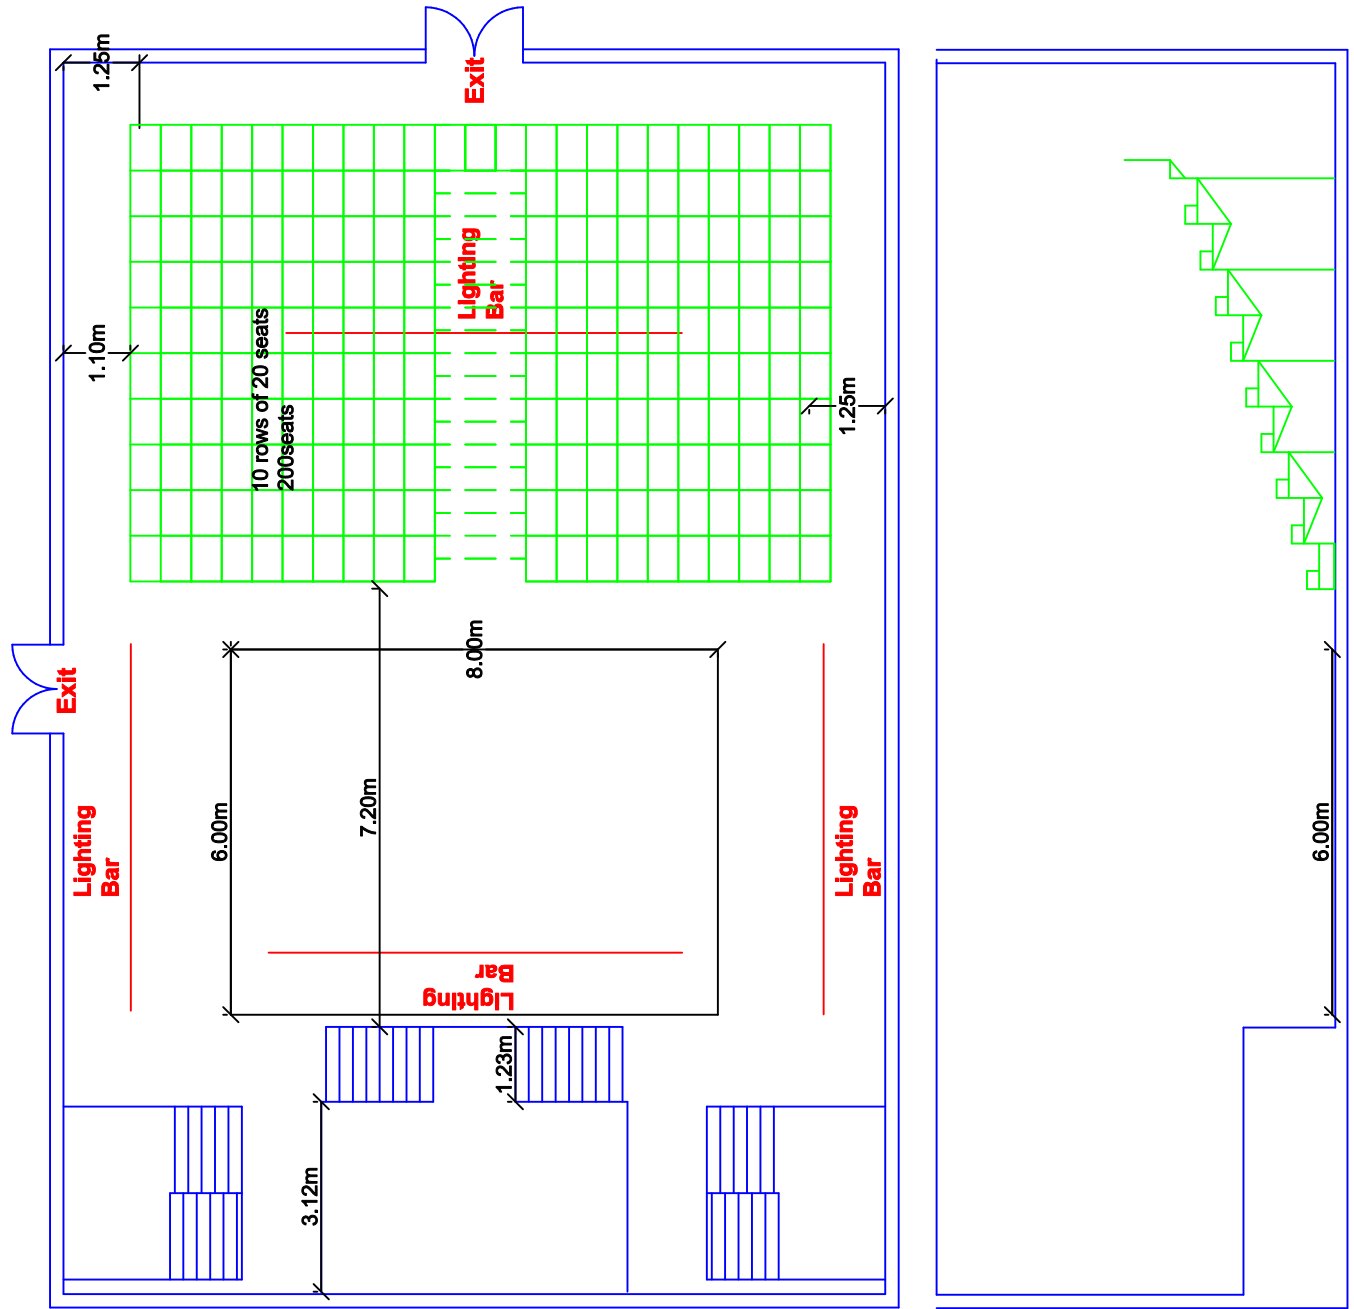 1.25m
Exit
Lighting
Bar
1.10m
10 rows of 20 seats
200seats
1.25m
Exit
8.00m
6.00m
7.20m
Lighting
Bar
Lighting
Bar
6.00m
Lighting
Bar
1.23m
3.12m